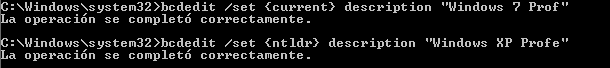 C:\Windows\system32>bcdedit /set {current} description "Windows 7 Prof"
La operación se completó correctamente.
C:\Windows\system32>bcdedit /set {ntldr} description "Windows XP Profe"
La operación se completó correctamente.